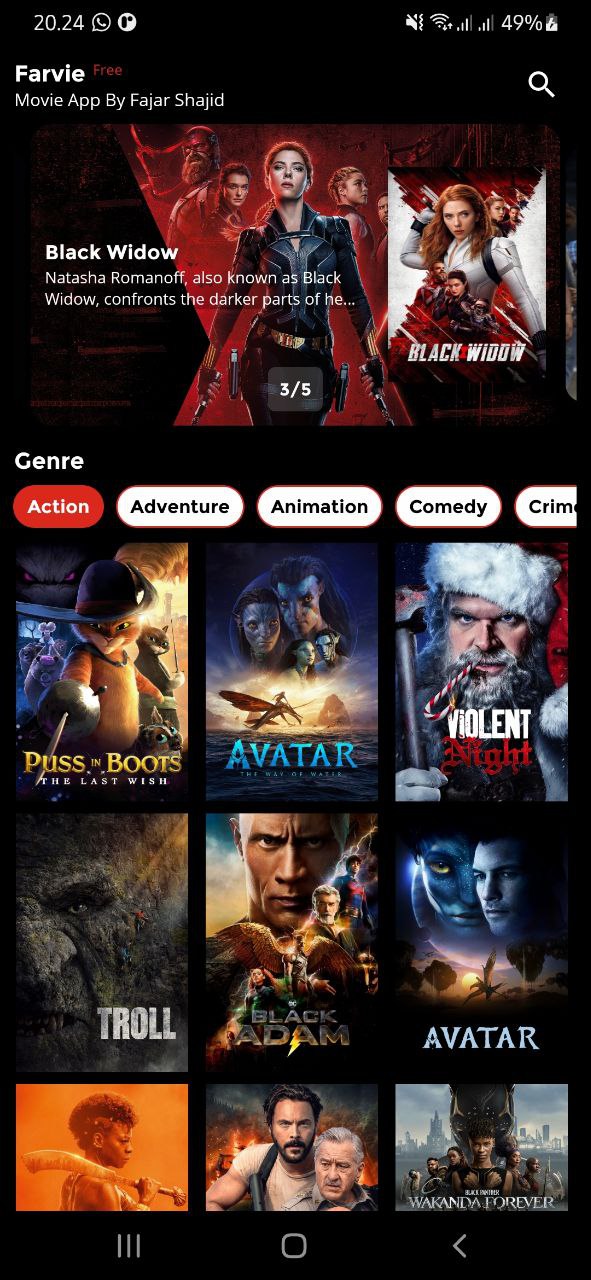 20.24
49%
Farvie Free
Movie App By Fajar Shajid
Black Widow
Natasha Romanoff, also known as Black
Widow, confronts the darker parts of he...
BLACK WIDOW
3/5
Genre
Action
Adventure
Animation
Comedy
Crime
PUSS IN BOOTS
THE LAST WISH
AVATAR
THE WAY OF WATER
VIOLENT
Night
TROLL
DC
BLACK
ADAM
AVATAR
BLACK PANTHER
WAKANDA FOREVER